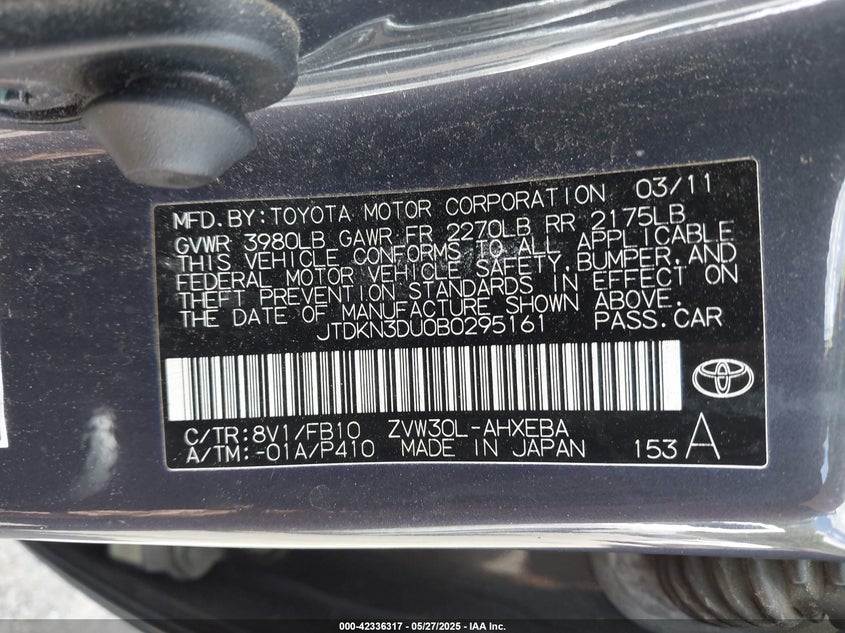 MFD. BY: TOYOTA MOTOR CORPORATION 03/11
GVWR 3980LB GAWR FR 2270LB RR 2175LB
THIS VEHICLE CONFORMS TO ALL APPLICABLE
FEDERAL MOTOR VEHICLE SAFETY, BUMPER, AND
THEFT PREVENTION STANDARDS IN EFFECT ON
THE DATE OF MANUFACTURE SHOWN ABOVE.
JTDKN3DU0B0295161 PASS. CAR
C/TR: 8V1/FB10 ZVW30L-AHXEBA
A/TM: -01A/P410 MADE IN JAPAN 153 A
000-42336317 - 05/27/2025 - IAA Inc.